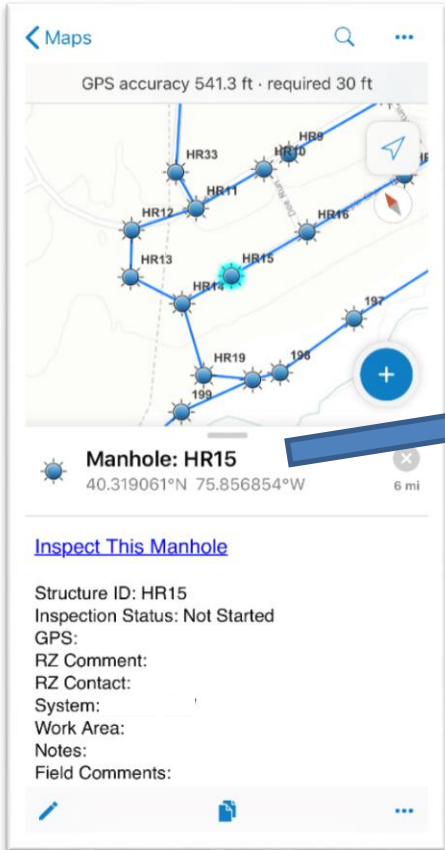 Maps
GPS accuracy 541.3 ft · required 30 ft
HR9
HR10
HR33
HR11
HR12
HR16
HR13
HR15
HR14
197
HR19
198
199
Manhole: HR15
40.319061°N 75.856854°W
6 mi
Inspect This Manhole
Structure ID: HR15
Inspection Status: Not Started
GPS:
RZ Comment:
RZ Contact:
System:
Work Area:
Notes:
Field Comments: